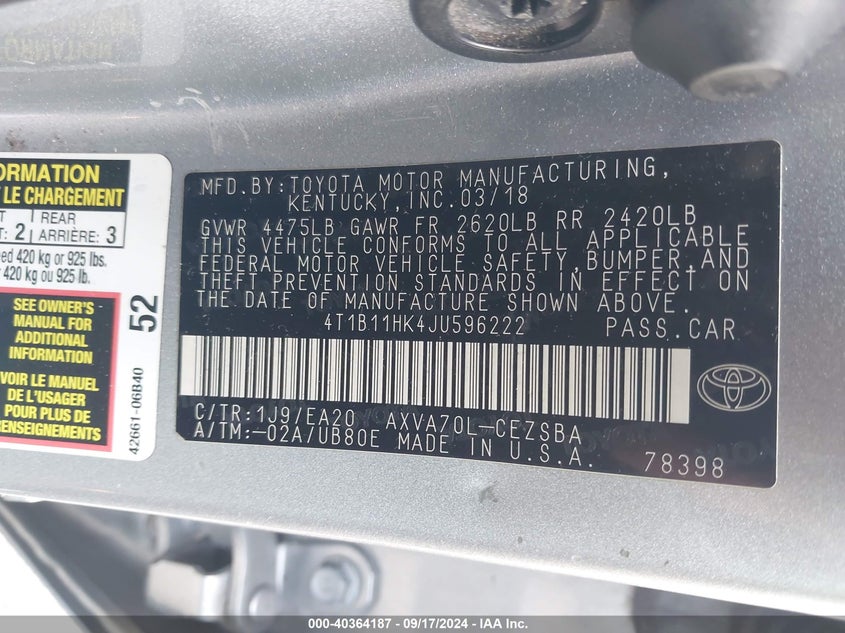 ORMATION
LE CHARGEMENT
REAR
2 ARRIÈRE: 3
ed 420 kg or 925 lbs.
420 kg ou 925 lb.
SEE OWNER'S
MANUAL FOR
ADDITIONAL
INFORMATION
VOIR LE MANUEL
DE L'USAGER
POUR PLUS DE
RENSEIGNEMENTS
52
42661-06B40
MFD.BY:TOYOTA MOTOR MANUFACTURING,
KENTUCKY,INC.03/18
GVWR 4475LB GAWR FR 2620LB RR 2420LB
THIS VEHICLE CONFORMS TO ALL APPLICABLE
FEDERAL MOTOR VEHICLE SAFETY,BUMPER,AND
THEFT PREVENTION STANDARDS IN EFFECT ON
THE DATE OF MANUFACTURE SHOWN ABOVE.
4T1B11HK4JU596222 PASS.CAR
C/TR:1J9/EA20 AXVA70L-CEZSBA
A/TM:-02A/UB80E MADE IN U.S.A.
78398
000-40364187 - 09/17/2024 - IAA Inc.